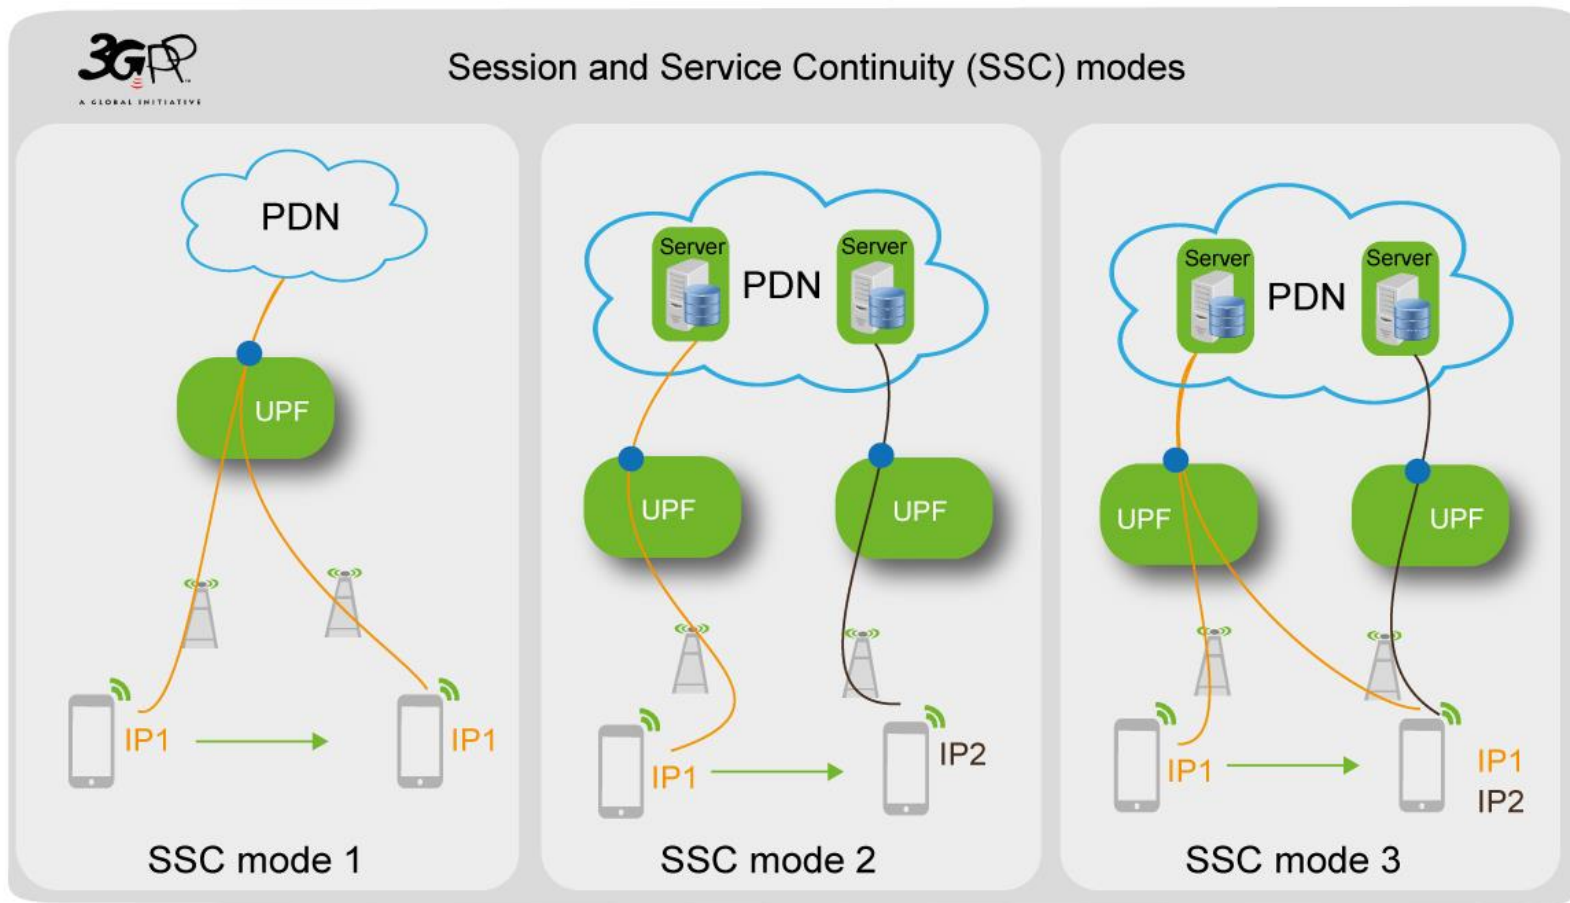 3GPP
TM
A GLOBAL INITIATIVE
Session and Service Continuity (SSC) modes
PDN
UPF
IP1
IP1
SSC mode 1
Server
PDN
Server
UPF
UPF
IP1
IP2
SSC mode 2
Server
PDN
Server
UPF
UPF
IP1
IP1
IP2
SSC mode 3